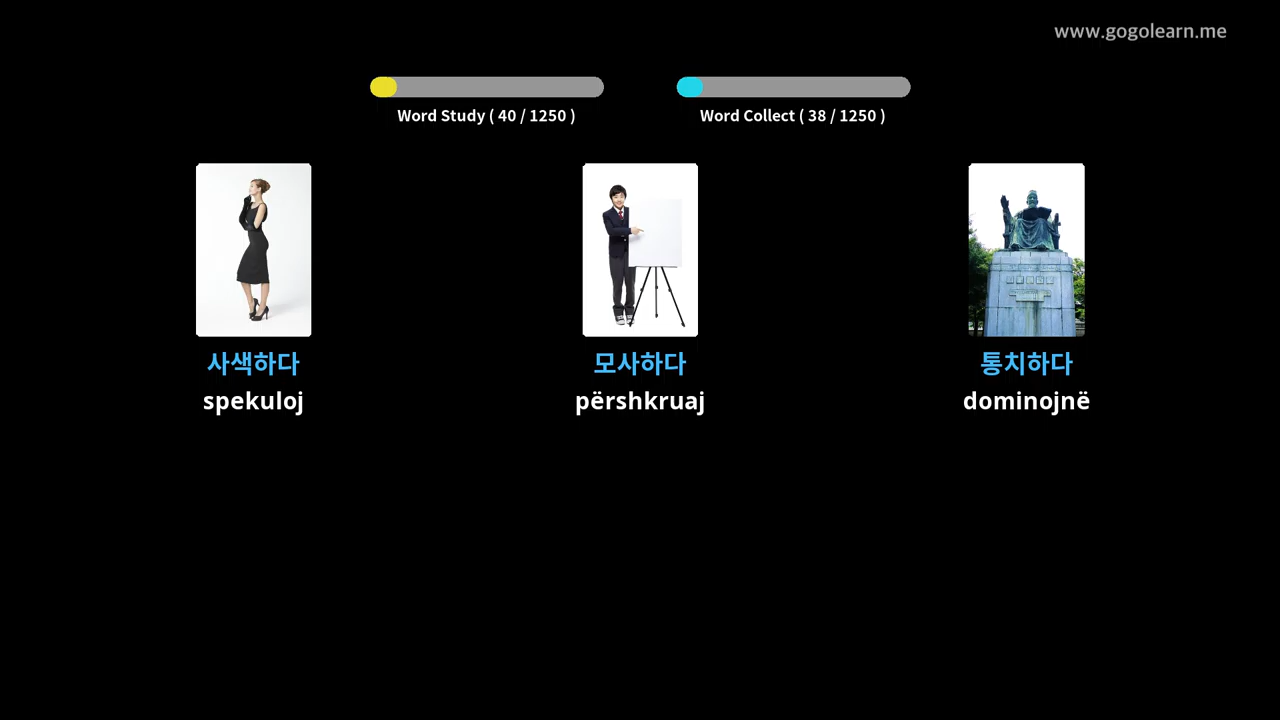 www.gogolearn.me
Word Study ( 40 / 1250 )
Word Collect ( 38 / 1250 )
사색하다
spekuloj
모사하다
përshkruaj
통치하다
dominojnë